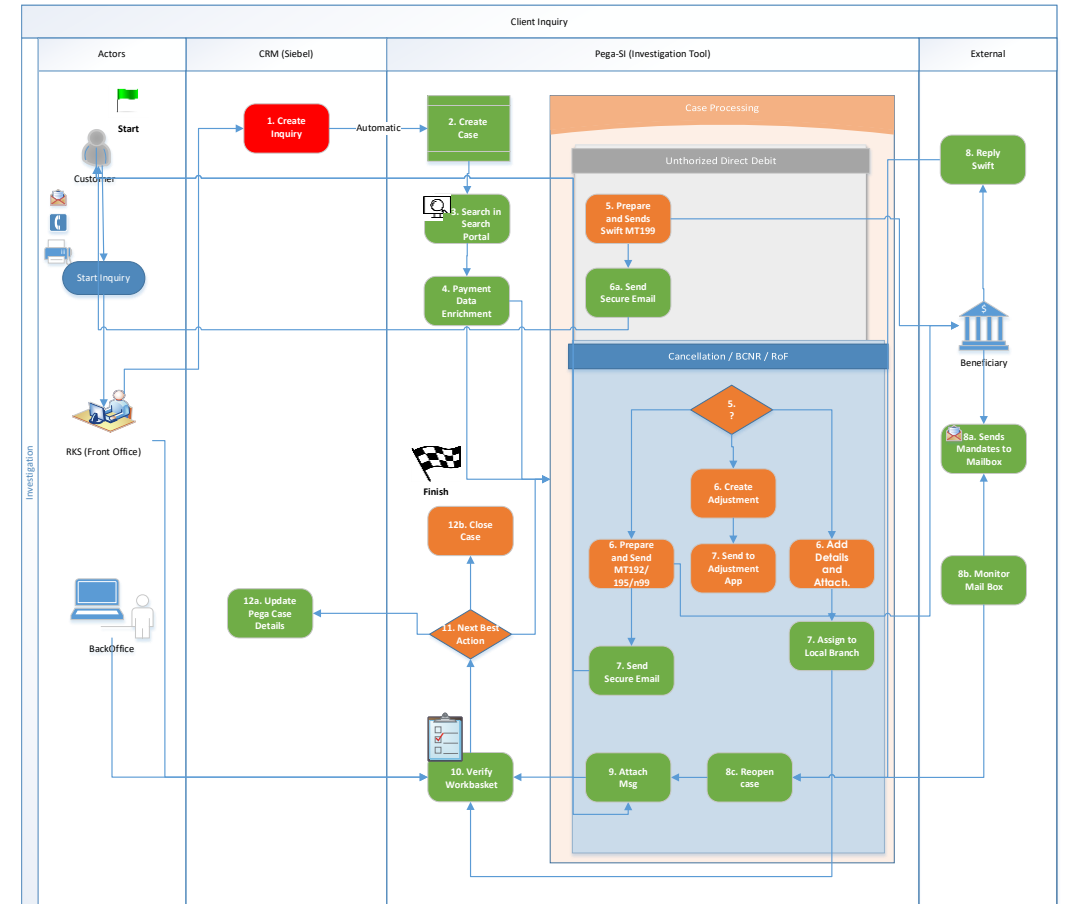 Client Inquiry
Actors
CRM (Siebel)
Pega-SI (Investigation Tool)
External
Investigation
Start
Customer
Start Inquiry
RKS (Front Office)
BackOffice
1. Create
Inquiry
Automatic
2. Create
Case
3. Search in
Search
Portal
4. Payment
Data
Enrichment
Case Processing
Unthorized Direct Debit
5. Prepare
and Sends
Swift MT199
6a. Send
Secure Email
Cancellation / BCNR / RoF
5.
?
6. Create
Adjustment
6. Prepare
and Send
MT192/
195/n99
7. Send to
Adjustment
App
6. Add
Details
and
Attach.
7. Send
Secure Email
7. Assign to
Local Branch
8. Reply
Swift
$
Beneficiary
8a. Sends
Mandates to
Mailbox
8b. Monitor
Mail Box
8c. Reopen
case
9. Attach
Msg
10. Verify
Workbasket
11. Next Best
Action
12a. Update
Pega Case
Details
12b. Close
Case
Finish